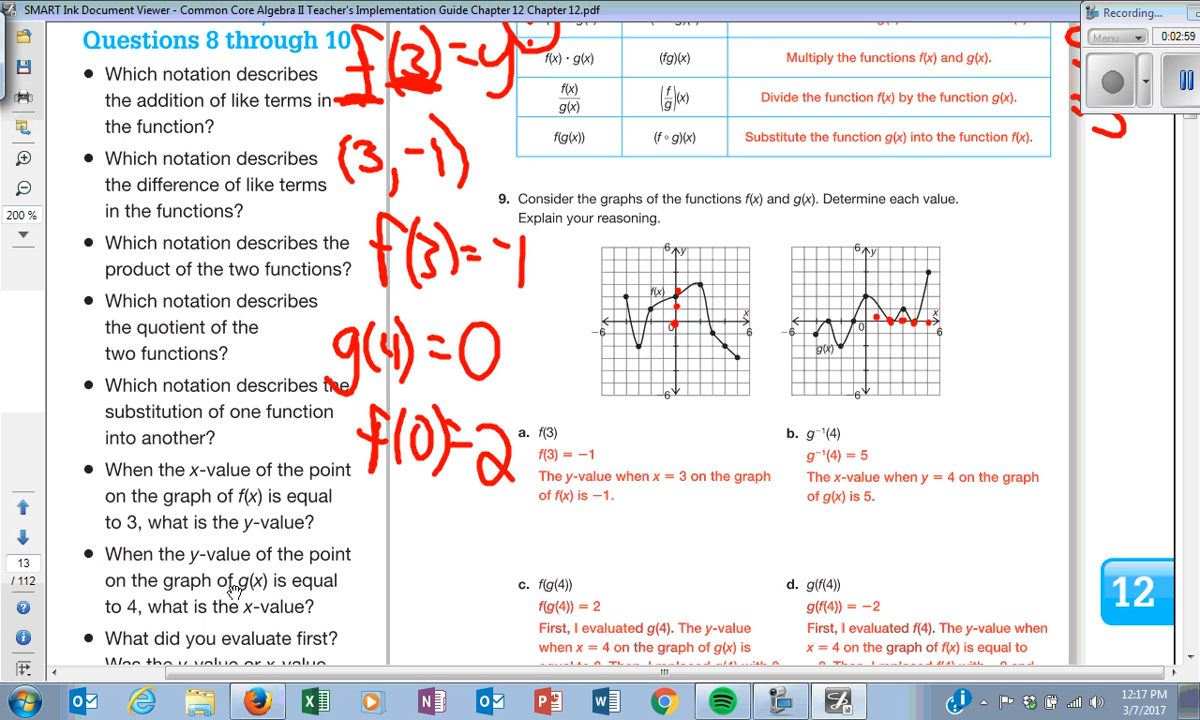 SMART Ink Document Viewer - Common Core Algebra II Teacher's Implementation Guide Chapter 12 Chapter 12.pdf
Recording...
Menu
0:02:59
200 %
13
/ 112
Questions 8 through 10
• Which notation describes
the addition of like terms in
the function?
• Which notation describes
the difference of like terms
in the functions?
• Which notation describes the
product of the two functions?
• Which notation describes
the quotient of the
two functions?
• Which notation describes the
substitution of one function
into another?
• When the x-value of the point
on the graph of f(x) is equal
to 3, what is the y-value?
• When the y-value of the point
on the graph of g(x) is equal
to 4, what is the x-value?
• What did you evaluate first?
f(3)=y
(3,-1)
f(3)=-1
g(4)=0
f(0)=2
f(x) · g(x) (fg)(x) Multiply the functions f(x) and g(x).
f(x)/g(x) (f/g)(x) Divide the function f(x) by the function g(x).
f(g(x)) (f ∘ g)(x) Substitute the function g(x) into the function f(x).
9. Consider the graphs of the functions f(x) and g(x). Determine each value.
Explain your reasoning.
6 y
f(x)
x
-6 0 6
-6
6 y
x
-6 0 6
g(x)
-6
a. f(3)
f(3) = −1
The y-value when x = 3 on the graph
of f(x) is −1.
b. g⁻¹(4)
g⁻¹(4) = 5
The x-value when y = 4 on the graph
of g(x) is 5.
c. f(g(4))
f(g(4)) = 2
First, I evaluated g(4). The y-value
when x = 4 on the graph of g(x) is
d. g(f(4))
g(f(4)) = −2
First, I evaluated f(4). The y-value when
x = 4 on the graph of f(x) is equal to
12
12:17 PM
3/7/2017